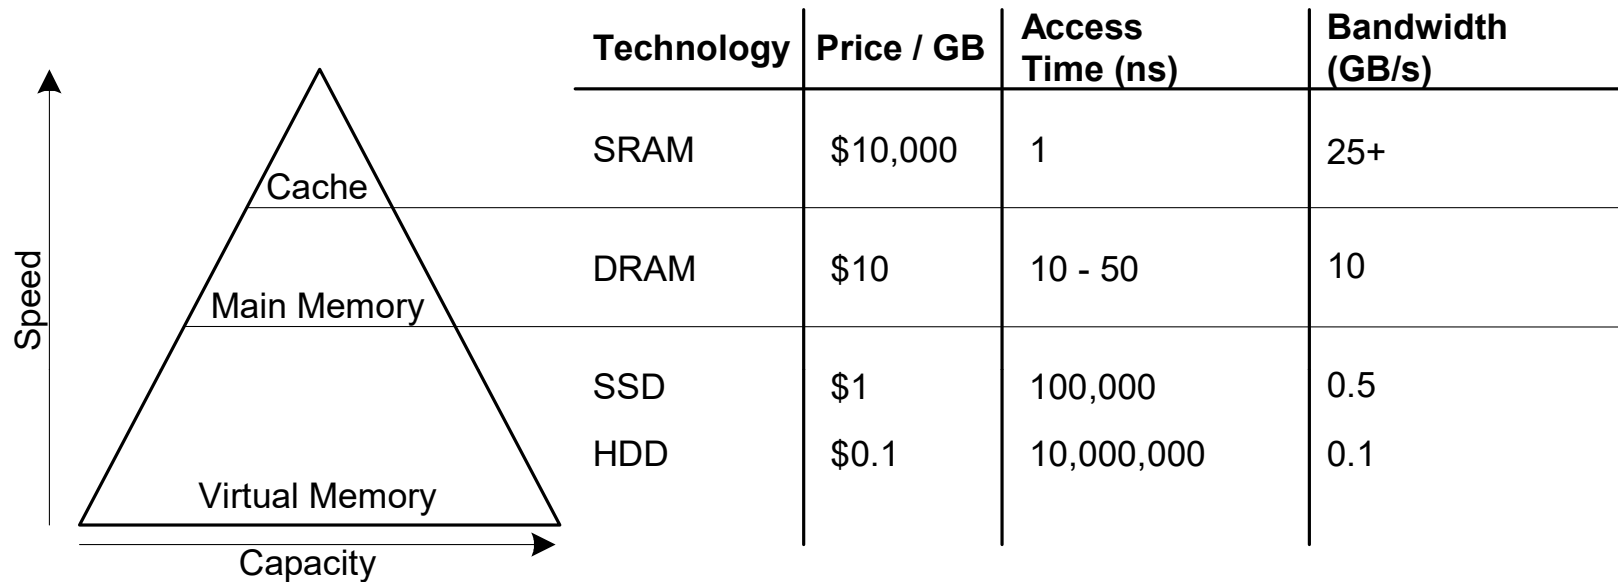 Technology Price / GB Access Time (ns) Bandwidth (GB/s)
SRAM $10,000 1 25+
Cache
DRAM $10 10 - 50 10
Main Memory
SSD $1 100,000 0.5
HDD $0.1 10,000,000 0.1
Virtual Memory
Speed
Capacity